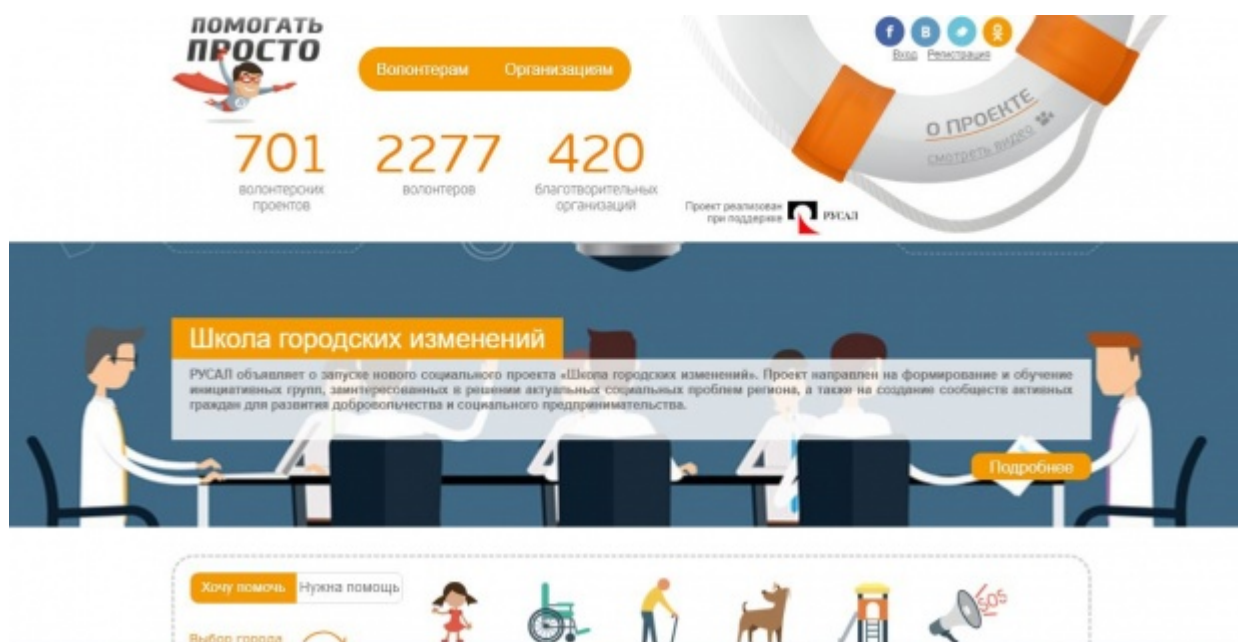 ПОМОГАТЬ
ПРОСТО
Волонтерам Организациям
f B
Вход Регистрация
О ПРОЕКТЕ
смотреть видео
701 2277 420
волонтерских волонтеров благотворительных
проектов организаций
Проект реализован
при поддержке РУСАЛ
Школа городских изменений
РУСАЛ объявляет о запуске нового социального проекта «Школа городских изменений». Проект направлен на формирование и обучение
инициативных групп, заинтересованных в решении актуальных социальных проблем региона, а также на создание сообществ активных
граждан для развития добровольчества и социального предпринимательства.
Подробнее
Хочу помочь Нужна помощь
SOS
Выбор города